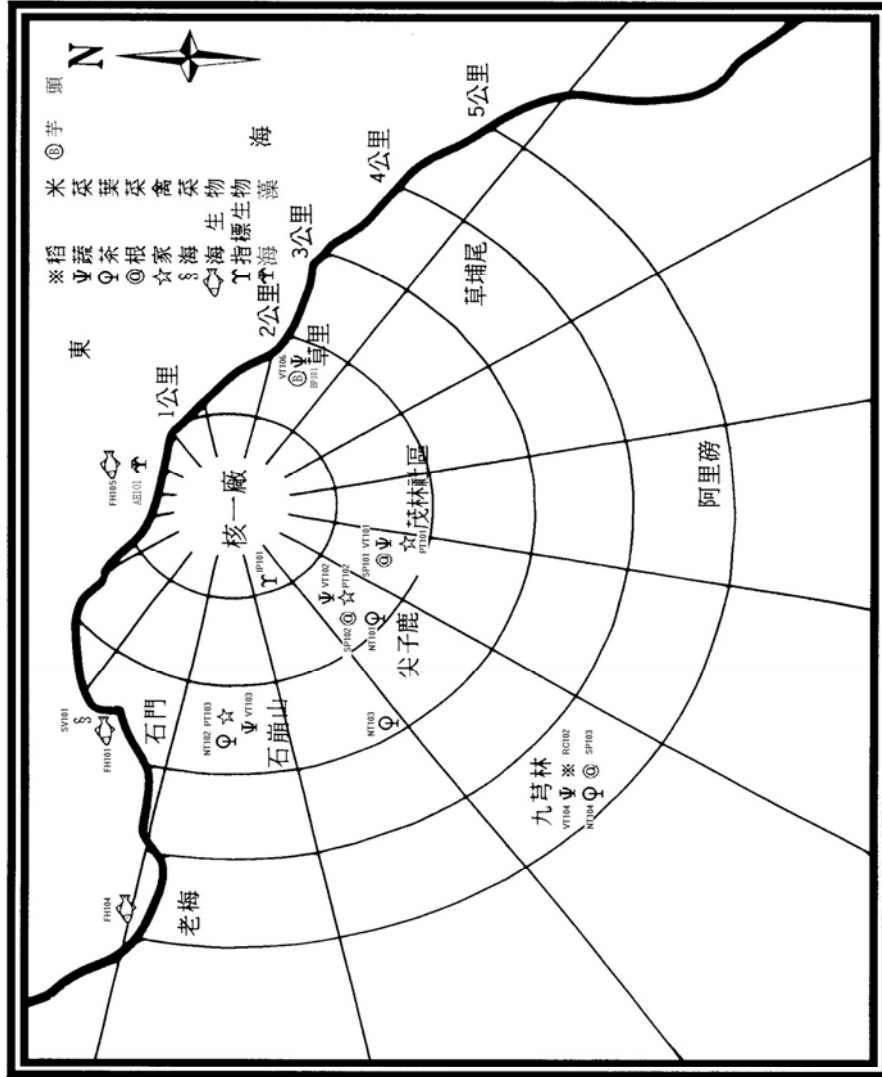 N
※稻 米
Ⓑ芋 頭
蔬 菜
茶 葉
@根 菜
☆家 禽
§海 菜
海 生 物
指標生物
海 藻
東
海
1公里
2公里
3公里
4公里
5公里
FH105
AE101
核一廠
IP101
VT106
Ⓑ
BP101
草里
草埔尾
SV101
§
FH101
石門
FH104
老梅
NT102 PT103
☆
VT103
石崩山
VT102
SP102 @ ☆ PT102
NT101
尖子鹿
SP101 VT101
@
☆
PT101
茂林社區
NT103
九芎林
VT104 ※ RC102
NT104 @ SP103
阿里磅